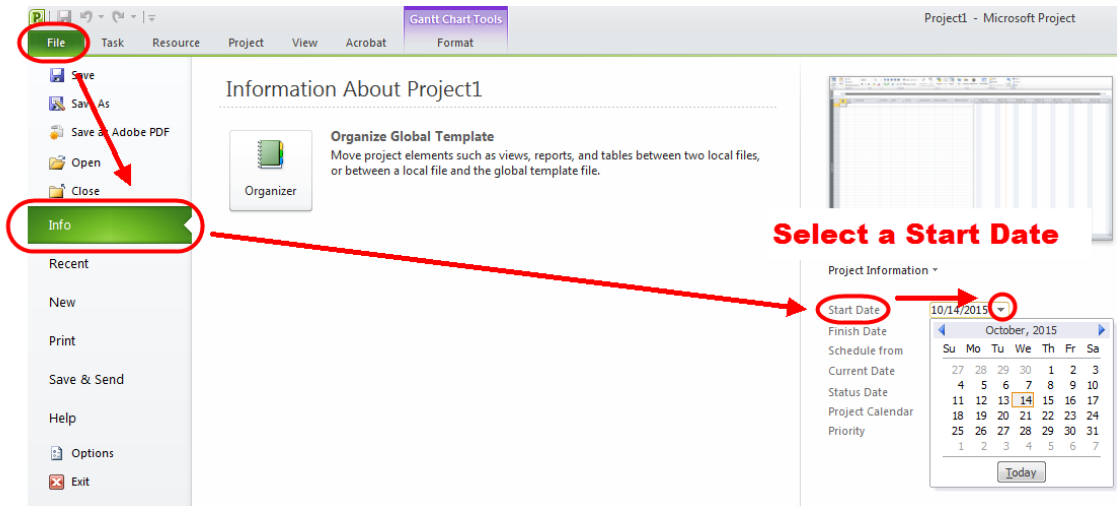 Gantt Chart Tools
Project1 - Microsoft Project
File Task Resource Project View Acrobat Format
Save
Save As
Save as Adobe PDF
Open
Close
Info
Recent
New
Print
Save & Send
Help
Options
Exit
Information About Project1
Organizer
Organize Global Template
Move project elements such as views, reports, and tables between two local files,
or between a local file and the global template file.
Select a Start Date
Project Information
Start Date 10/14/2015
Finish Date
Schedule from
Current Date
Status Date
Project Calendar
Priority
October, 2015
Su Mo Tu We Th Fr Sa
27 28 29 30 1 2 3
4 5 6 7 8 9 10
11 12 13 14 15 16 17
18 19 20 21 22 23 24
25 26 27 28 29 30 31
1 2 3 4 5 6 7
Today